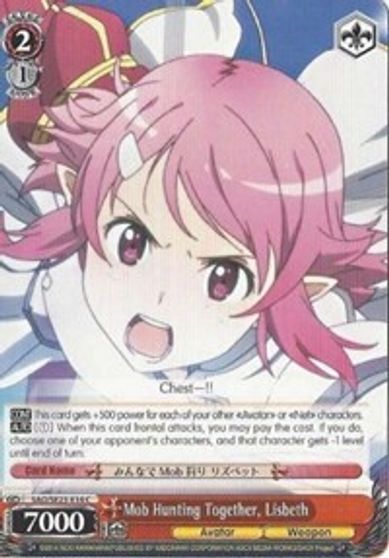 2
1
Chest—!!
CONT This card gets +500 power for each of your other «Avatar» or «Net» characters.
AUTO [(1)] When this card frontal attacks, you may pay the cost. If you do,
choose one of your opponent's characters, and that character gets -1 level
until end of turn.
Card Name みんなで Mob 狩り リズベット
Mob Hunting Together, Lisbeth
7000 Avatar Weapon